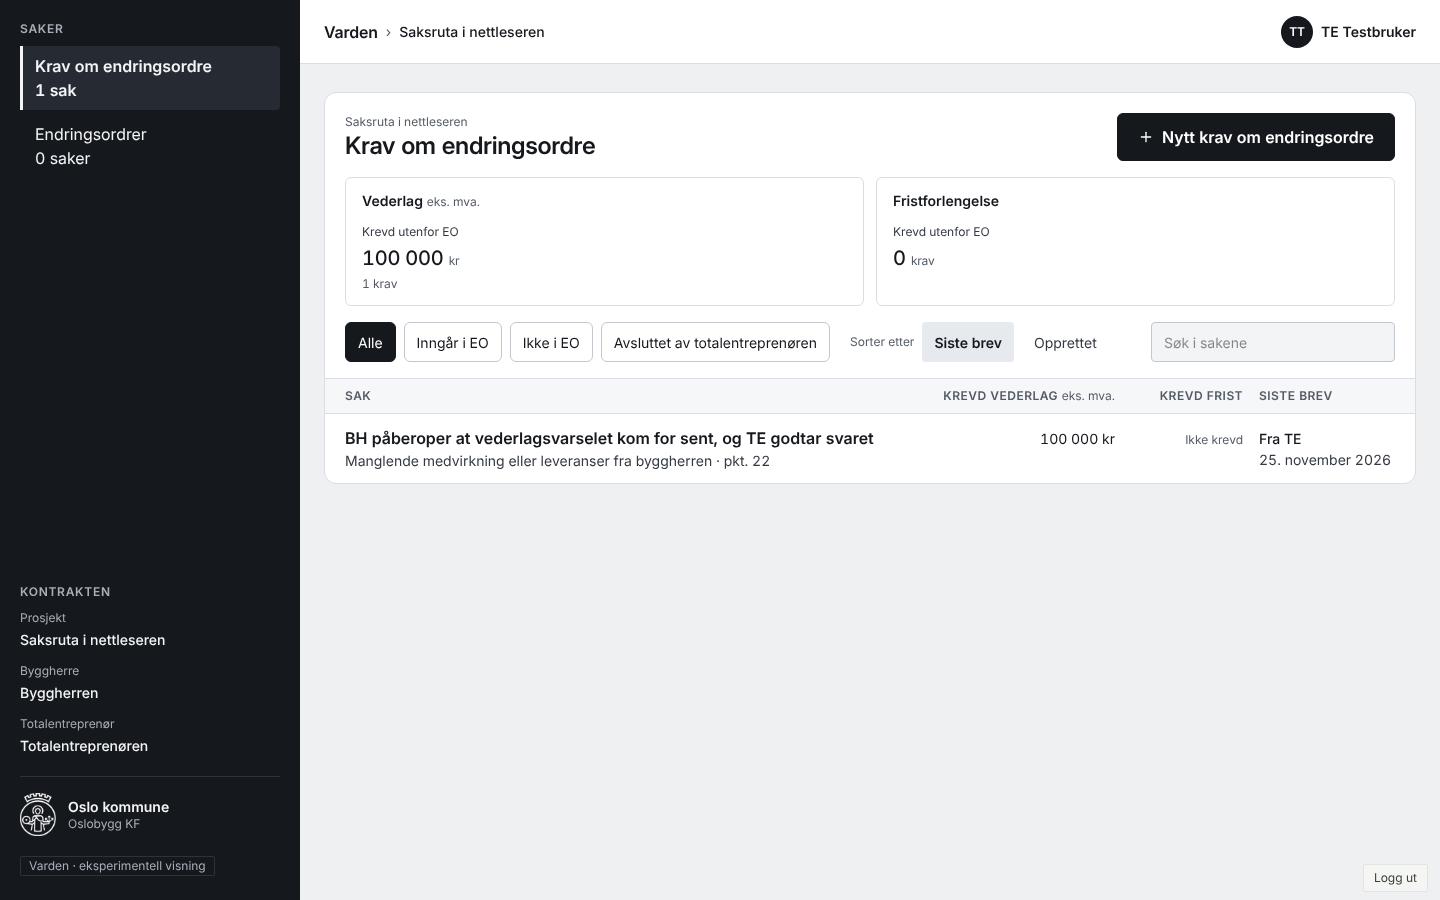 SAKER
Krav om endringsordre
1 sak
Endringsordrer
0 saker
KONTRAKTEN
Prosjekt
Saksruta i nettleseren
Byggherre
Byggherren
Totalentreprenør
Totalentreprenøren
Oslo kommune
Oslobygg KF
Varden · eksperimentell visning
Varden › Saksruta i nettleseren
TT TE Testbruker
Saksruta i nettleseren
Krav om endringsordre
+ Nytt krav om endringsordre
Vederlag eks. mva.
Krevd utenfor EO
100 000 kr
1 krav
Fristforlengelse
Krevd utenfor EO
0 krav
Alle Inngår i EO Ikke i EO Avsluttet av totalentreprenøren Sorter etter Siste brev Opprettet Søk i sakene
SAK KREVD VEDERLAG eks. mva. KREVD FRIST SISTE BREV
BH påberoper at vederlagsvarselet kom for sent, og TE godtar svaret 100 000 kr Ikke krevd Fra TE
Manglende medvirkning eller leveranser fra byggherren · pkt. 22 25. november 2026
Logg ut